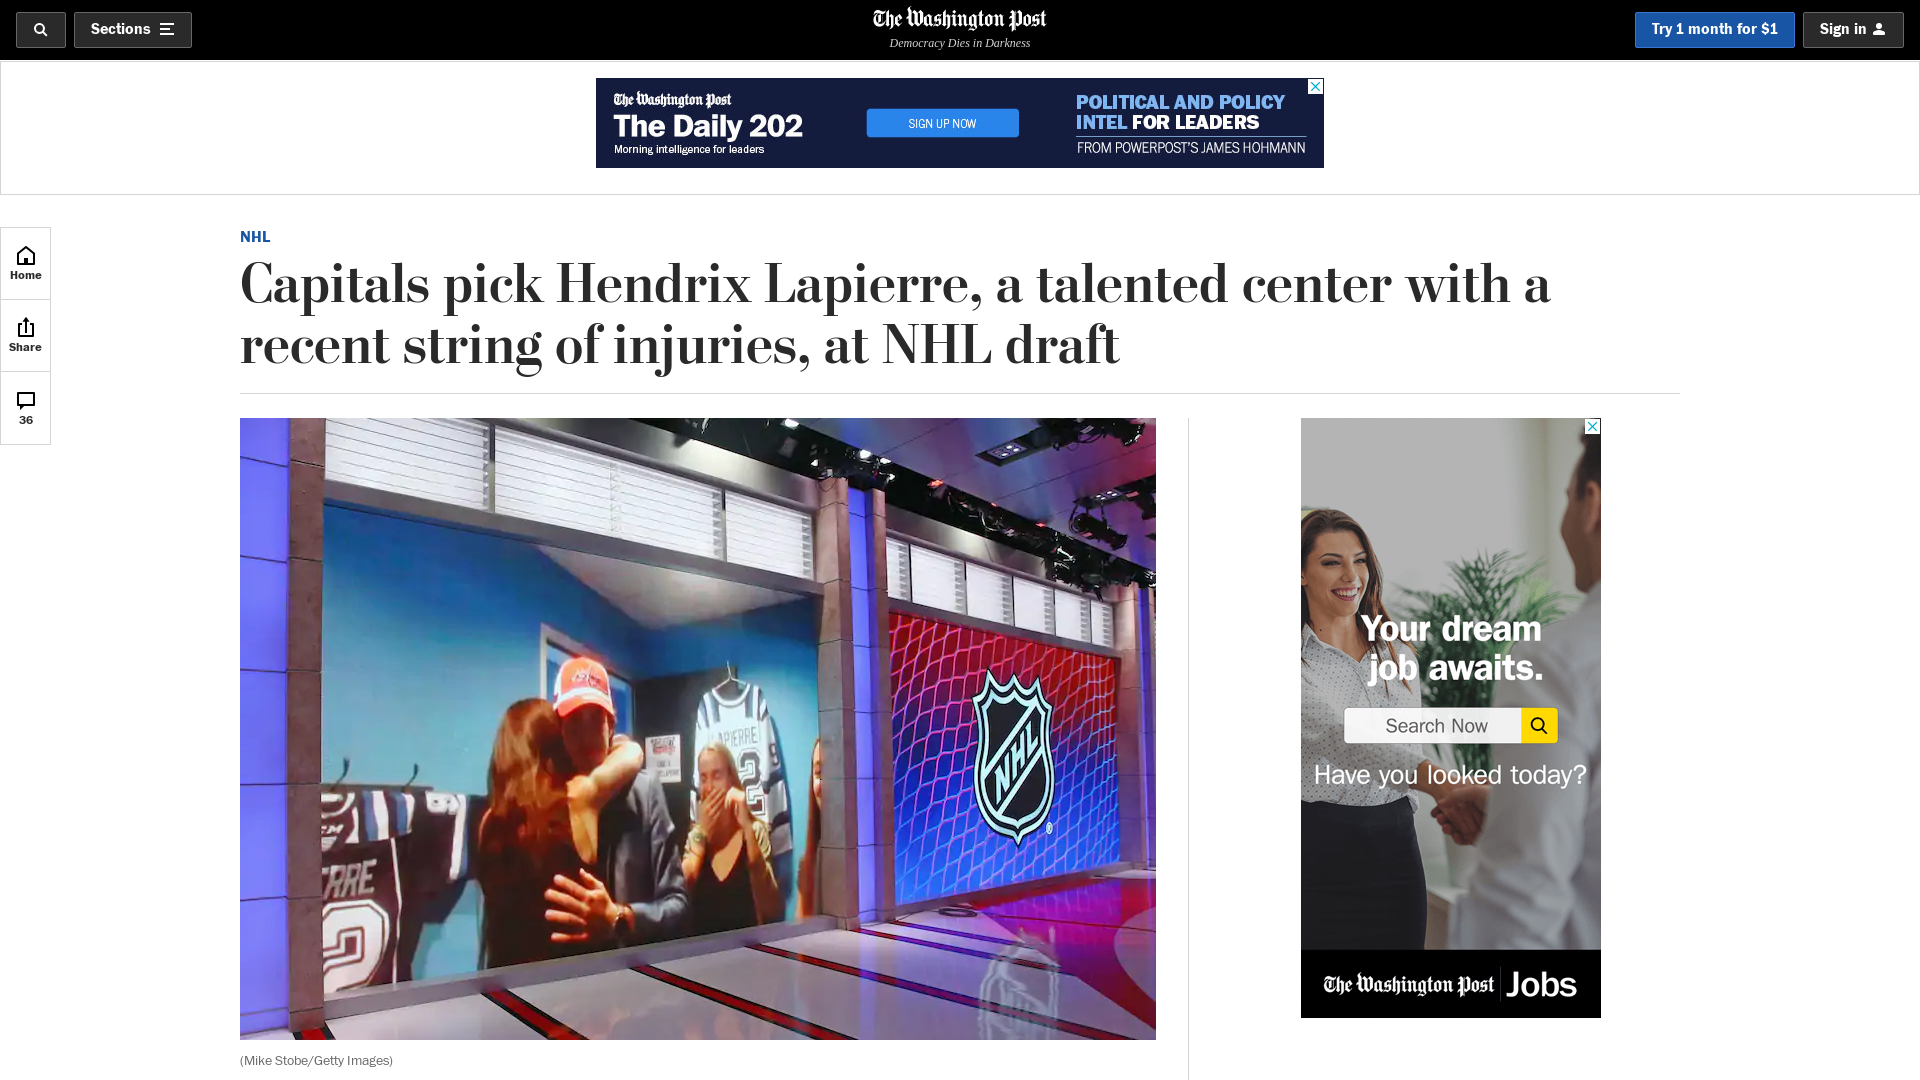 Sections
The Washington Post
Democracy Dies in Darkness
Try 1 month for $1
Sign in
The Washington Post
The Daily 202
Morning intelligence for leaders
SIGN UP NOW
POLITICAL AND POLICY
INTEL FOR LEADERS
FROM POWERPOST'S JAMES HOHMANN
Home
Share
36
NHL
Capitals pick Hendrix Lapierre, a talented center with a
recent string of injuries, at NHL draft
LAPIERRE
NHL
(Mike Stobe/Getty Images)
Your dream
job awaits.
Search Now
Have you looked today?
The Washington Post Jobs